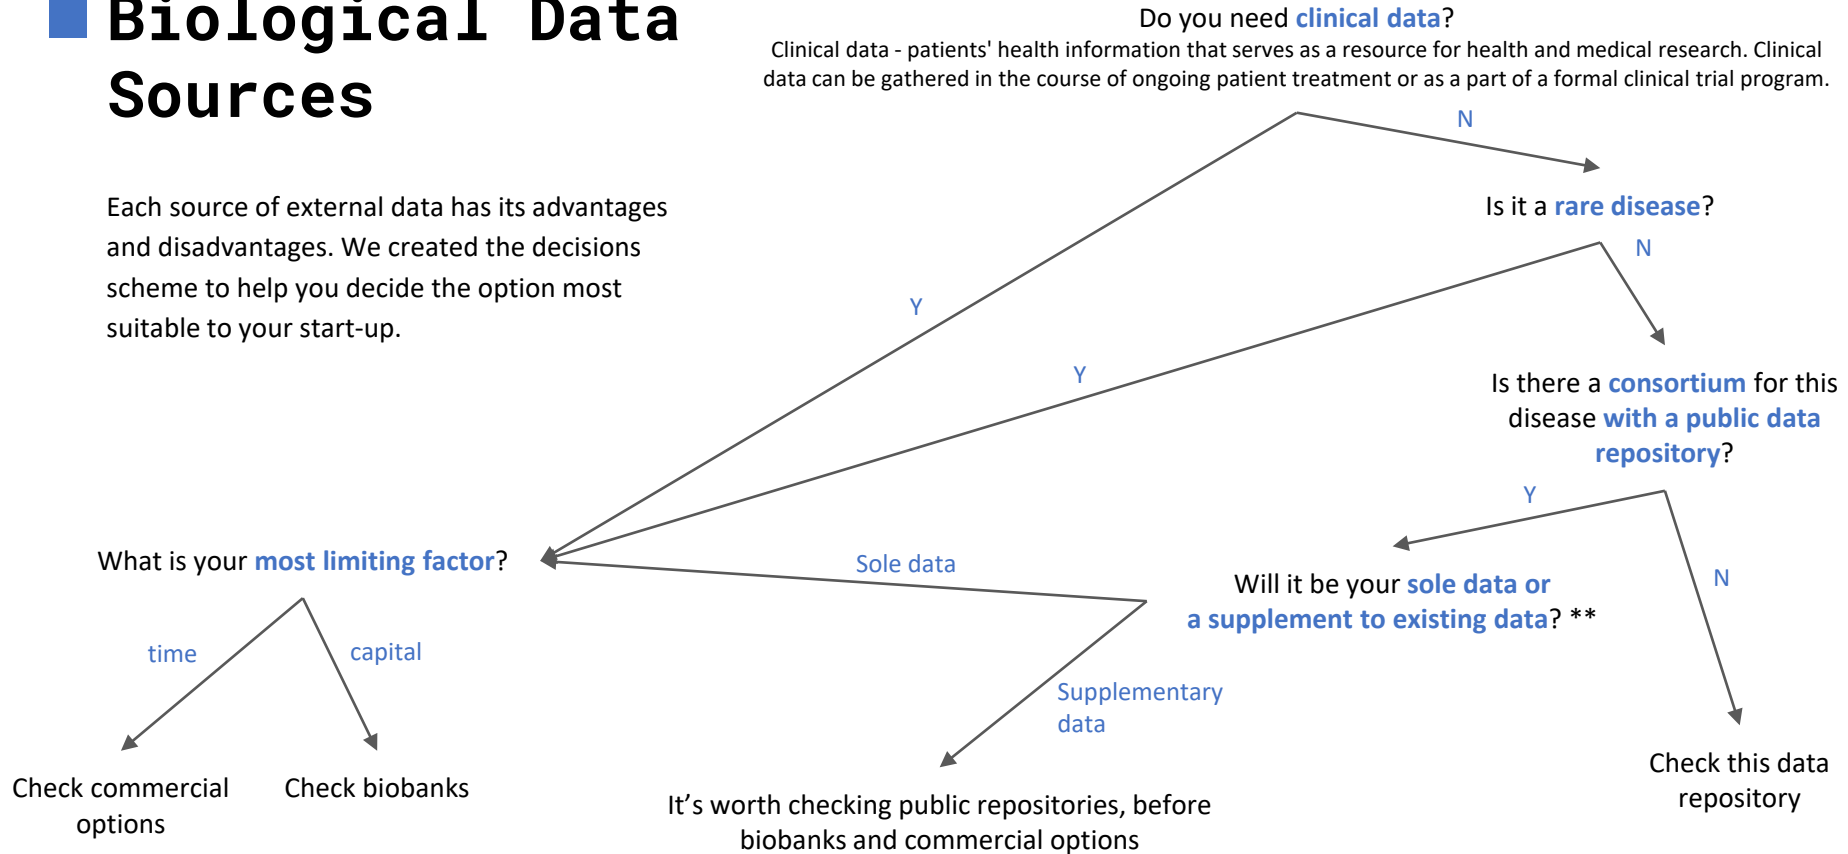 Biological Data
Sources
Each source of external data has its advantages
and disadvantages. We created the decisions
scheme to help you decide the option most
suitable to your start-up.
Do you need clinical data?
Clinical data - patients' health information that serves as a resource for health and medical research. Clinical
data can be gathered in the course of ongoing patient treatment or as a part of a formal clinical trial program.
N
Y
Is it a rare disease?
N
Y
Is there a consortium for this
disease with a public data
repository?
Y
N
Will it be your sole data or
a supplement to existing data? **
Sole data
Supplementary
data
What is your most limiting factor?
time
capital
Check commercial
options
Check biobanks
It's worth checking public repositories, before
biobanks and commercial options
Check this data
repository